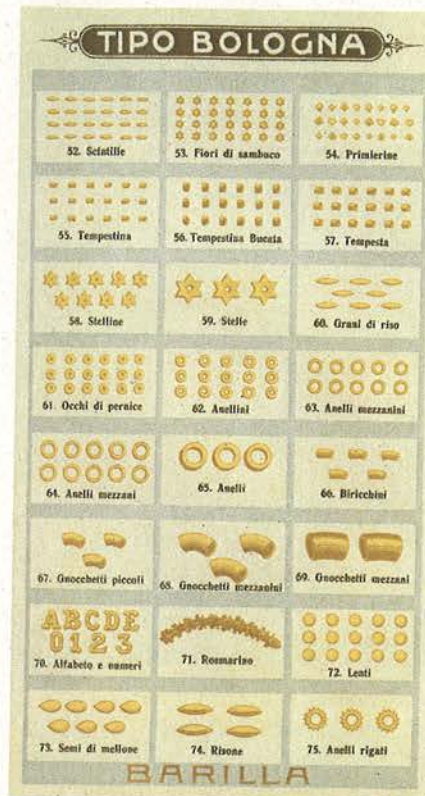 TIPO BOLOGNA
52. Scintille
53. Fiori di sambuco
54. Primierine
55. Tempestina
56. Tempestina Bucata
57. Tempesta
58. Stelline
59. Stelle
60. Grani di riso
61. Occhi di pernice
62. Anellini
63. Anelli mezzanini
64. Anelli mezzani
65. Anelli
66. Biricchini
67. Gnocchetti piccoli
68. Gnocchetti mezzanini
69. Gnocchetti mezzani
ABCDE
0123
70. Alfabeto e numeri
71. Rosmarino
72. Lenti
73. Semi di mellone
74. Risone
75. Anelli rigati
BARILLA